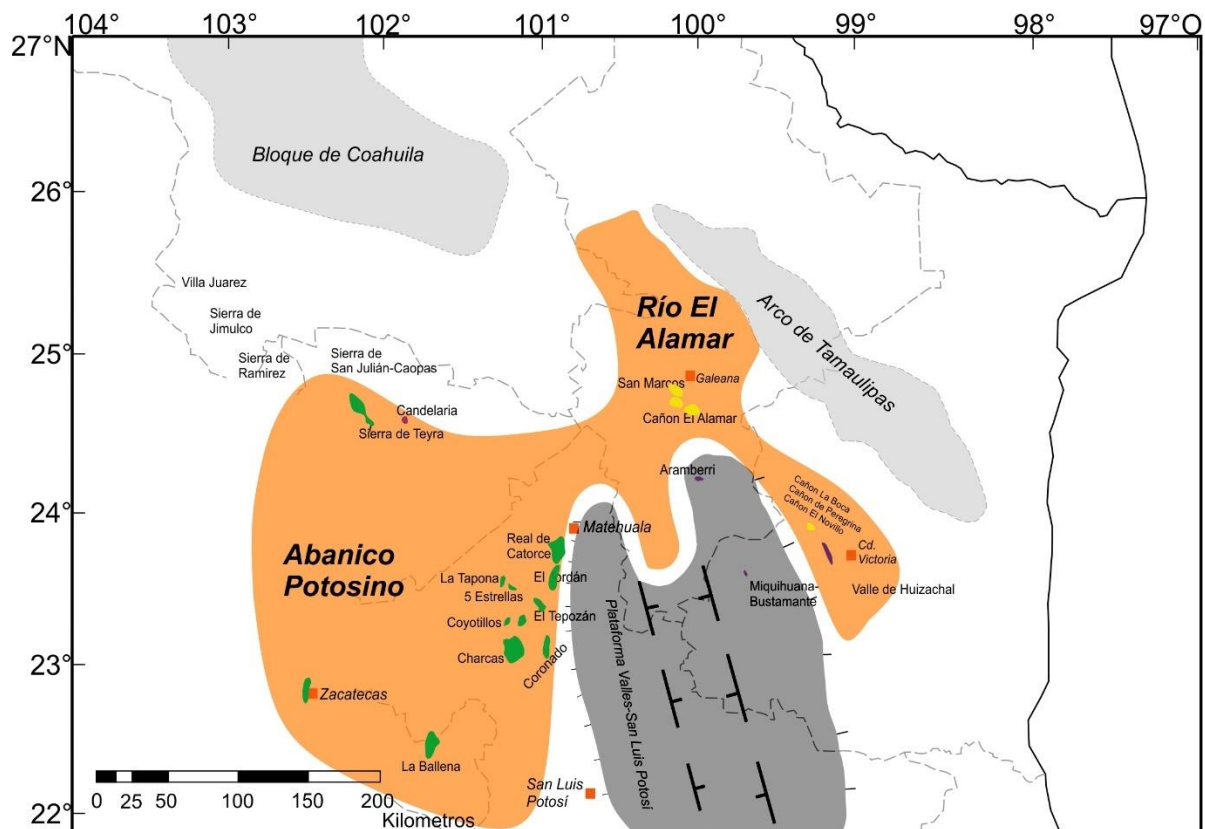 104° 103° 102° 101° 100° 99° 98° 97°O
27°N
26°
25°
24°
23°
22°
Bloque de Coahuila
Villa Juarez
Sierra de
Jimulco
Sierra de
Ramirez
Sierra de
San Julián-Caopas
Río El
Alamar
Arco de Tamaulipas
San Marcos
Galeana
Cañon El Alamar
Candelaria
Sierra de Teyra
Aramberri
Cañon La Boca
Cañon de Peregrina
Cañon El Novillo
Cd.
Victoria
Valle de Huizachal
Miquihuana-
Bustamante
Abanico
Potosino
Matehuala
Real de
Catorce
La Tapona
El Jordán
5 Estrellas
El Tepozán
Coyotillos
Charcas
Coronado
Plataforma Valles-San Luis Potosí
Zacatecas
La Ballena
San Luis
Potosí
0 25 50 100 150 200
Kilometros